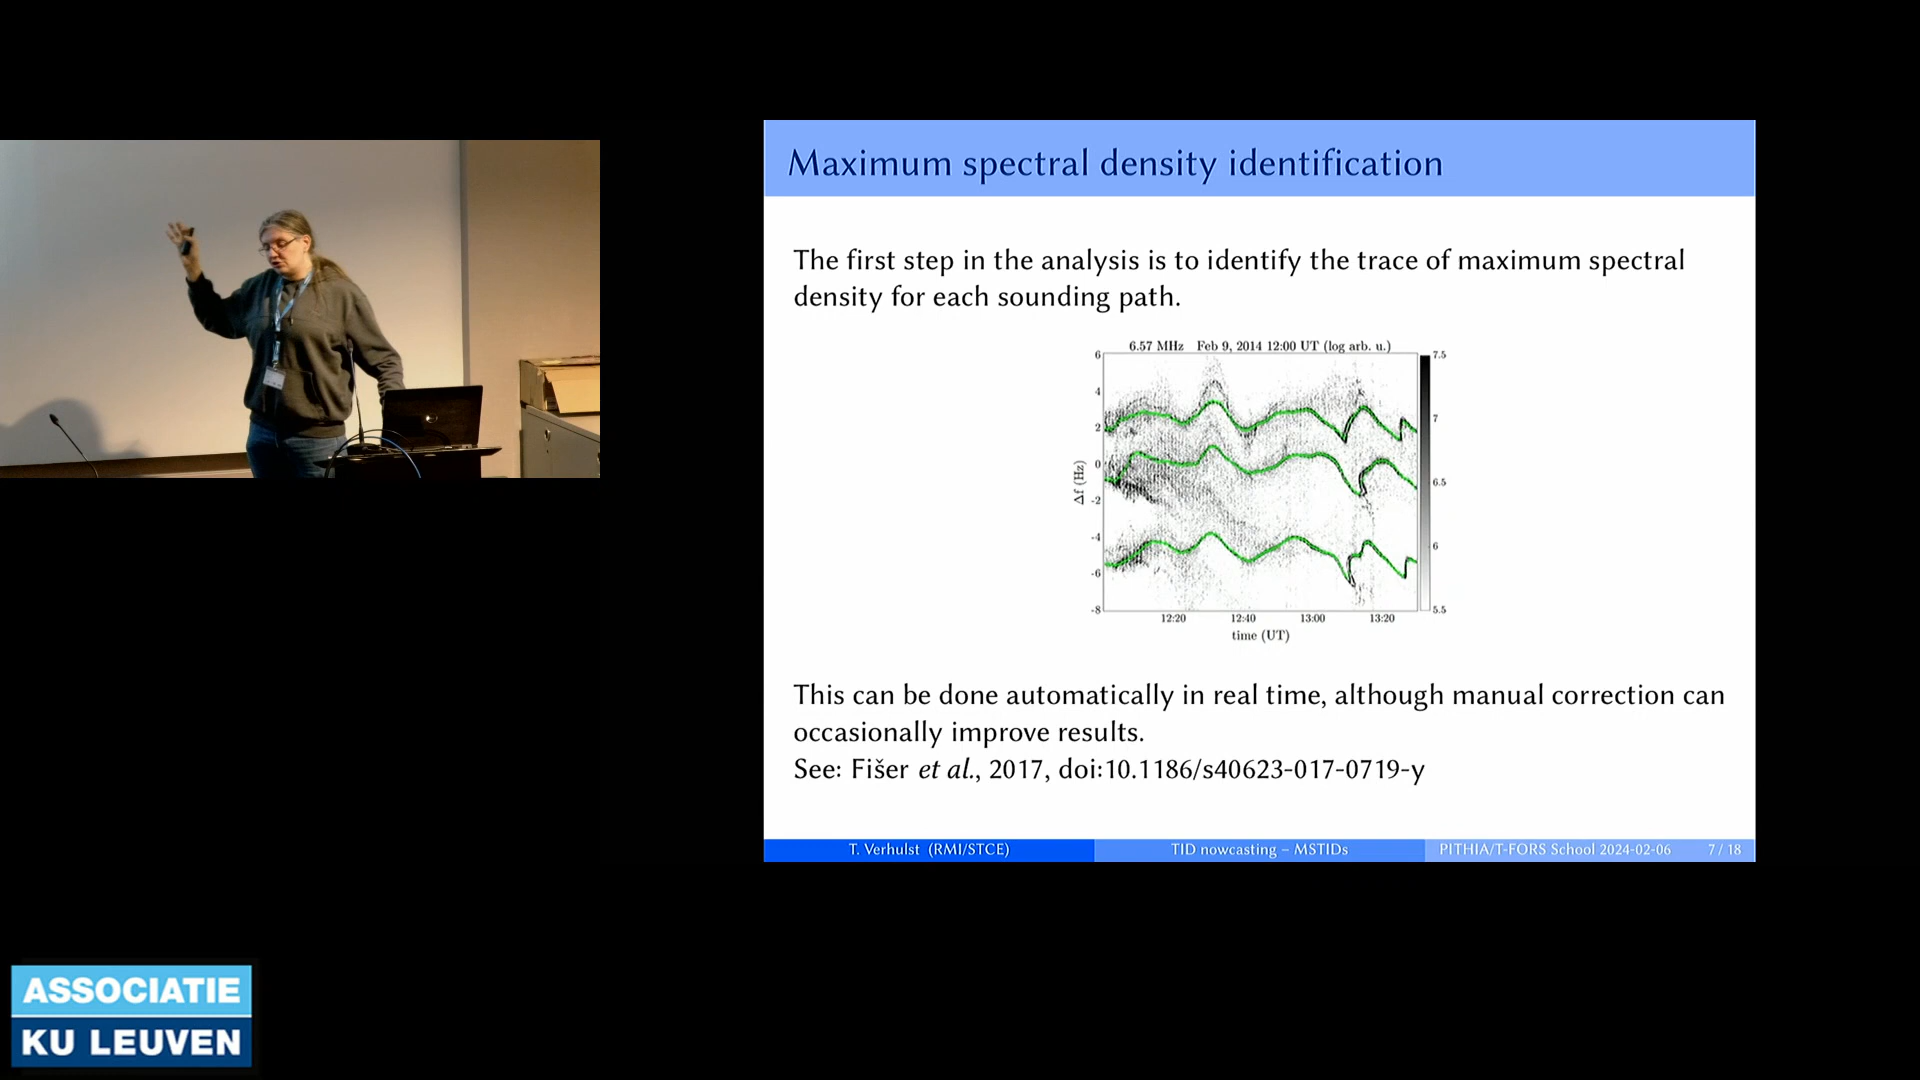 Maximum spectral density identification
The first step in the analysis is to identify the trace of maximum spectral
density for each sounding path.
6.57 MHz Feb 9, 2014 12:00 UT (log arb. u.)
6
4
2
0
-2
-4
-6
-8
Δf (Hz)
12:20 12:40 13:00 13:20
time (UT)
7.5
7
6.5
6
5.5
This can be done automatically in real time, although manual correction can
occasionally improve results.
See: Fišer et al., 2017, doi:10.1186/s40623-017-0719-y
T. Verhulst (RMI/STCE) TID nowcasting – MSTIDs PITHIA/T-FORS School 2024-02-06 7 / 18
ASSOCIATIE
KU LEUVEN